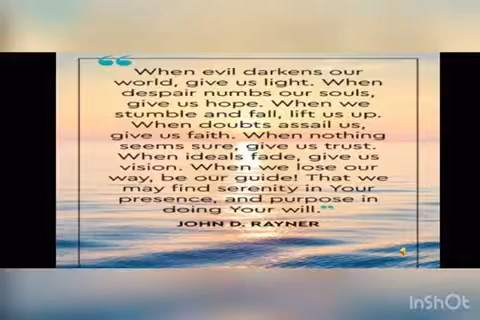 “
When evil darkens our
world, give us light. When
despair numbs our souls,
give us hope. When we
stumble and fall, lift us up.
When doubts assail us,
give us faith. When nothing
seems sure, give us trust.
When ideals fade, give us
vision. When we lose our
way, be our guide! That we
may find serenity in Your
presence, and purpose in
doing Your will.”
JOHN D. RAYNER
InShOt